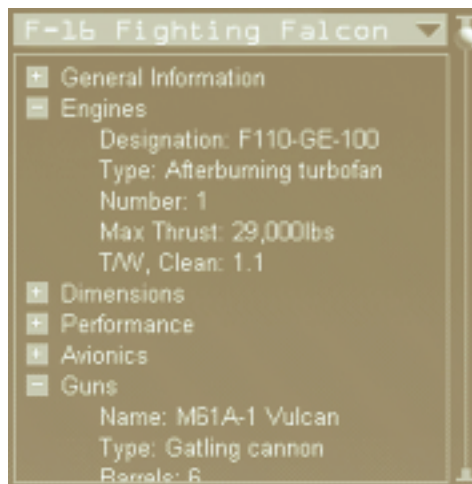 F-16 Fighting Falcon
General Information
Engines
Designation: F110-GE-100
Type: Afterburning turbofan
Number: 1
Max Thrust: 29,000lbs
T/W, Clean: 1.1
Dimensions
Performance
Avionics
Guns
Name: M61A-1 Vulcan
Type: Gatling cannon
Barrels: 6